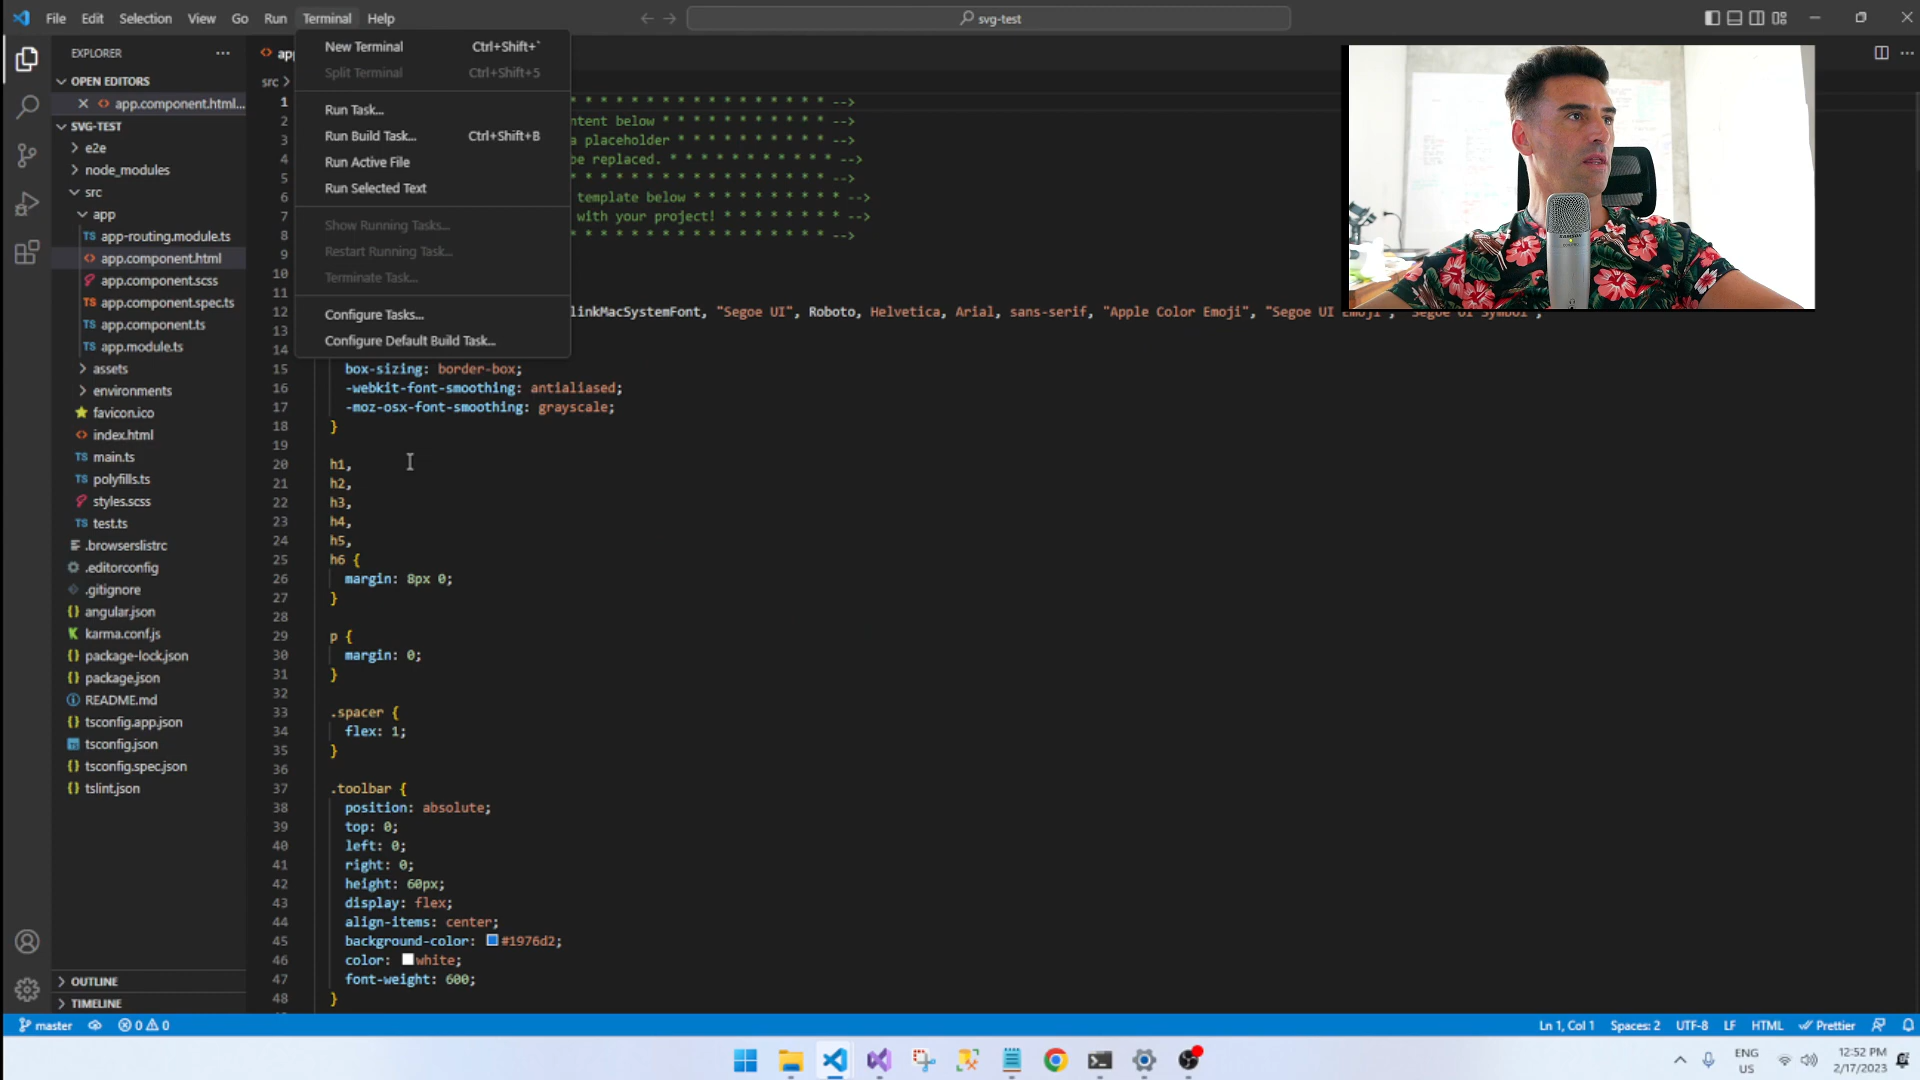 File Edit Selection View Go Run Terminal Help
svg-test
EXPLORER
OPEN EDITORS
app.component.html...
SVG-TEST
e2e
node_modules
src
app
app-routing.module.ts
app.component.html
app.component.scss
app.component.spec.ts
app.component.ts
app.module.ts
assets
environments
favicon.ico
index.html
main.ts
polyfills.ts
styles.scss
test.ts
.browserslistrc
.editorconfig
.gitignore
angular.json
karma.conf.js
package-lock.json
package.json
README.md
tsconfig.app.json
tsconfig.json
tsconfig.spec.json
tslint.json
OUTLINE
TIMELINE
New Terminal Ctrl+Shift+`
Split Terminal Ctrl+Shift+5
Run Task...
Run Build Task... Ctrl+Shift+B
Run Active File
Run Selected Text
Show Running Tasks...
Restart Running Task...
Terminate Task...
Configure Tasks...
Configure Default Build Task...
app
src
1 * * * * * * * * * * * * * * * * * -->
2 ntent below * * * * * * * * * * * -->
3 a placeholder * * * * * * * * * * -->
4 be replaced. * * * * * * * * * * * -->
5 * * * * * * * * * * * * * * * * * -->
6 template below * * * * * * * * * * -->
7 with your project! * * * * * * * * -->
8 * * * * * * * * * * * * * * * * * -->
9
10
11
12 linkMacSystemFont, "Segoe UI", Roboto, Helvetica, Arial, sans-serif, "Apple Color Emoji", "Segoe UI Emoji", "Segoe UI Symbol",
13
14
15 box-sizing: border-box;
16 -webkit-font-smoothing: antialiased;
17 -moz-osx-font-smoothing: grayscale;
18 }
19
20 h1,
21 h2,
22 h3,
23 h4,
24 h5,
25 h6 {
26 margin: 8px 0;
27 }
28
29 p {
30 margin: 0;
31 }
32
33 .spacer {
34 flex: 1;
35 }
36
37 .toolbar {
38 position: absolute;
39 top: 0;
40 left: 0;
41 right: 0;
42 height: 60px;
43 display: flex;
44 align-items: center;
45 background-color: #1976d2;
46 color: white;
47 font-weight: 600;
48 }
SAMSON
master 0 0 Ln 1, Col 1 Spaces: 2 UTF-8 LF HTML Prettier
ENG
US
12:52 PM
2/17/2023